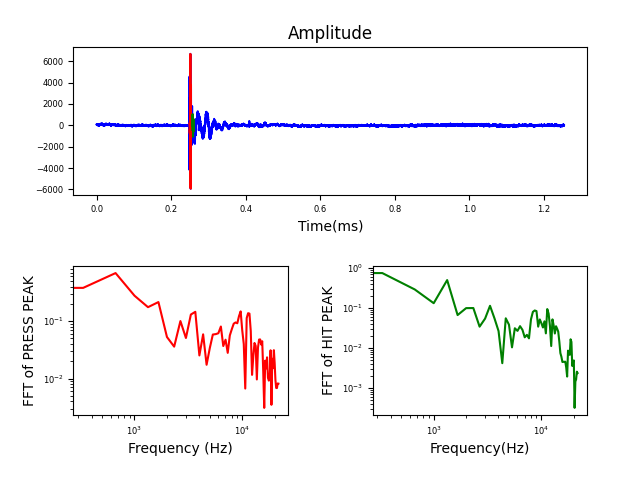 Amplitude
6000
4000
2000
0
−2000
−4000
−6000
0.0 0.2 0.4 0.6 0.8 1.0 1.2
Time(ms)
FFT of PRESS PEAK
10⁻¹
10⁻²
10³ 10⁴
Frequency (Hz)
FFT of HIT PEAK
10⁰
10⁻¹
10⁻²
10⁻³
10³ 10⁴
Frequency(Hz)